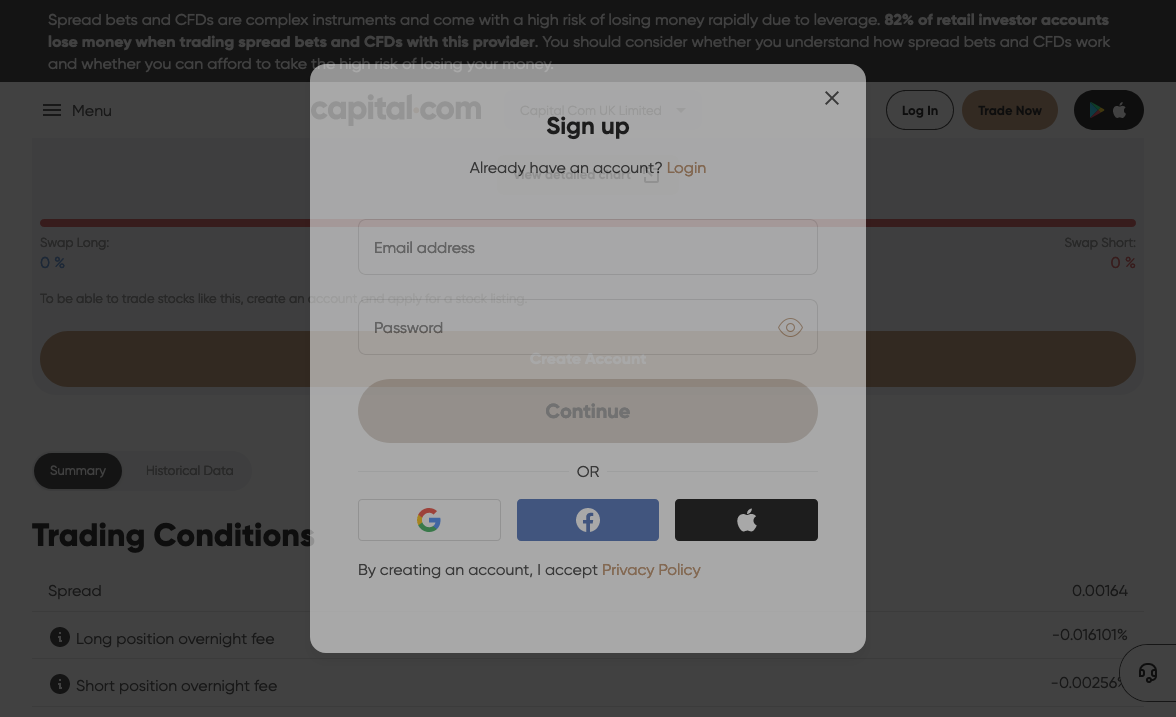 Spread bets and CFDs are complex instruments and come with a high risk of losing money rapidly due to leverage. 82% of retail investor accounts
lose money when trading spread bets and CFDs with this provider. You should consider whether you understand how spread bets and CFDs work
and whether you can afford to take the high risk of losing your money.
Menu
capital.com
Capital Com UK Limited
Log In
Trade Now
Sign up
Already have an account? Login
View detailed chart
Email address
Swap Long:
Swap Short:
0 %
0 %
To be able to trade stocks like this, create an account and apply for a stock listing.
Password
Create Account
Continue
Summary
Historical Data
OR
Trading Conditions
By creating an account, I accept Privacy Policy
Spread
0.00164
Long position overnight fee
-0.016101%
Short position overnight fee
-0.00256%